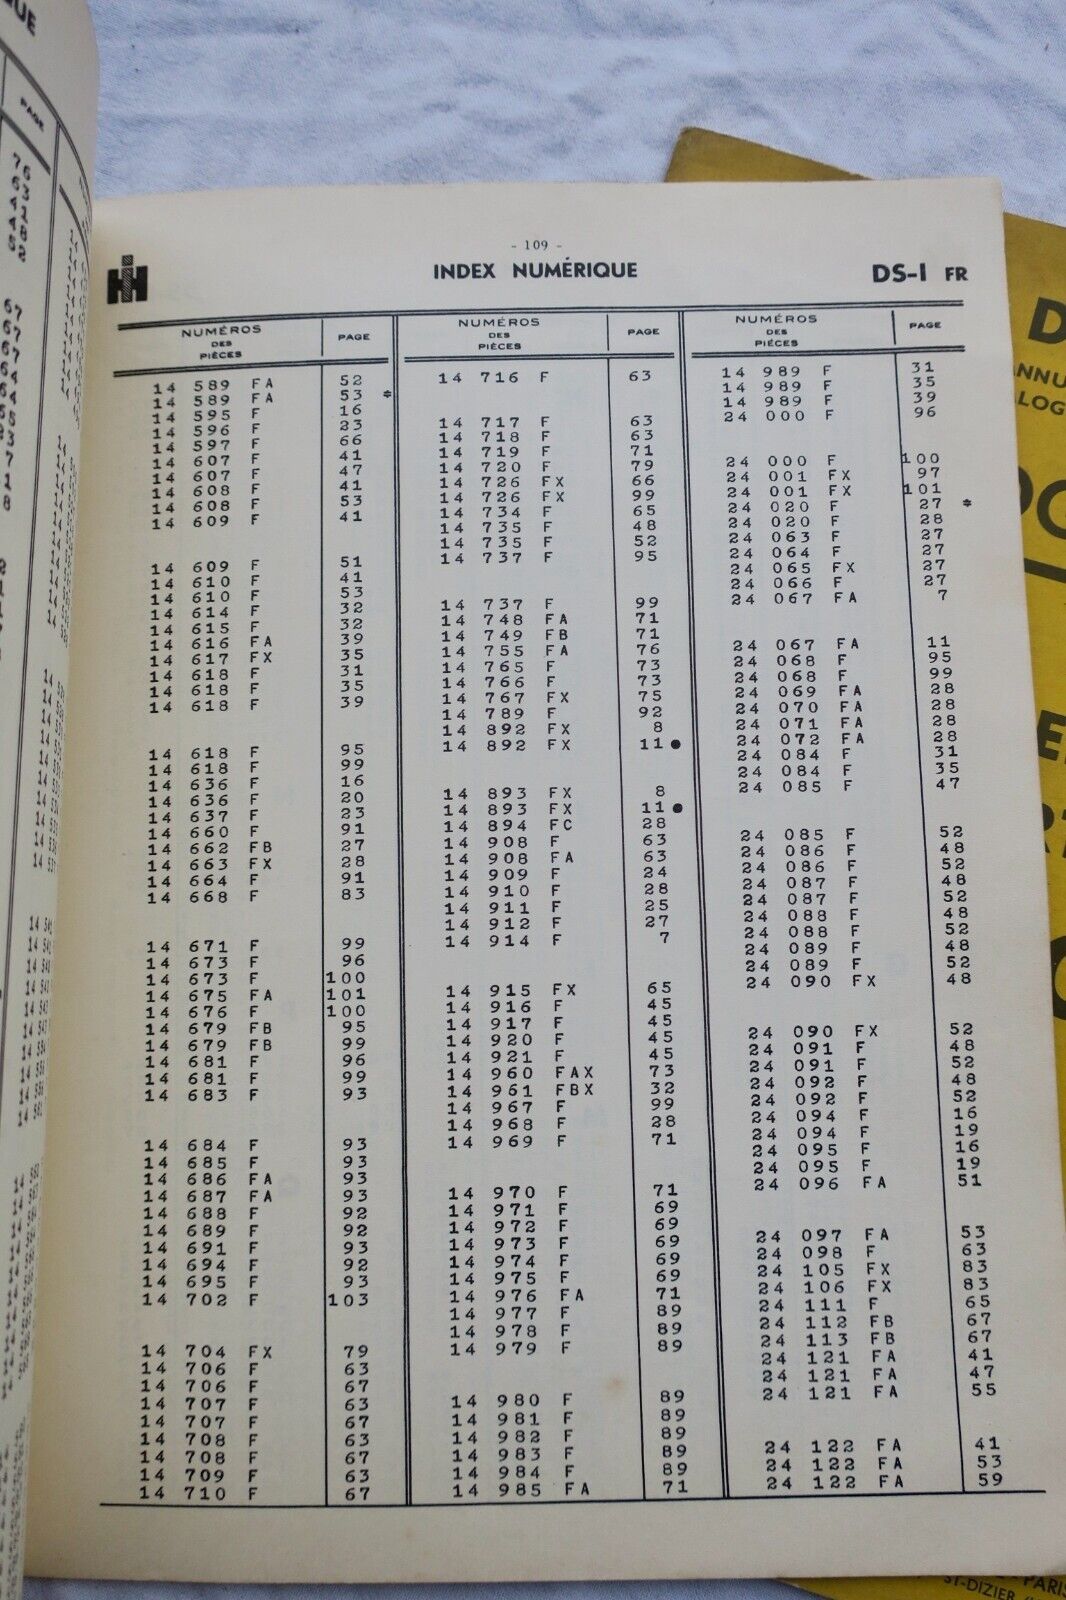 - 109 -
INDEX NUMÉRIQUE
DS-1 FR
NUMÉROS DES PIÈCES PAGE
14 589 FA 52
14 589 FA 53 *
14 595 F 16
14 596 F 23
14 597 F 66
14 607 F 41
14 607 F 47
14 608 F 41
14 608 F 53
14 609 F 41
14 609 F 51
14 610 F 41
14 610 F 53
14 614 F 32
14 615 F 32
14 616 FA 39
14 617 FX 35
14 618 F 31
14 618 F 35
14 618 F 39
14 618 F 95
14 618 F 99
14 636 F 16
14 636 F 20
14 637 F 23
14 660 F 91
14 662 FB 27
14 663 FX 28
14 664 F 91
14 668 F 83
14 671 F 99
14 673 F 96
14 673 F 100
14 675 FA 101
14 676 F 100
14 679 FB 95
14 679 FB 99
14 681 F 96
14 681 F 99
14 683 F 93
14 684 F 93
14 685 F 93
14 686 FA 93
14 687 FA 93
14 688 F 92
14 689 F 92
14 691 F 93
14 694 F 92
14 695 F 93
14 702 F 103
14 704 FX 79
14 706 F 63
14 706 F 67
14 707 F 63
14 707 F 67
14 708 F 63
14 708 F 67
14 709 F 63
14 710 F 67
NUMÉROS DES PIÈCES PAGE
14 716 F 63
14 717 F 63
14 718 F 63
14 719 F 71
14 720 F 79
14 726 FX 66
14 726 FX 99
14 734 F 65
14 735 F 48
14 735 F 52
14 737 F 95
14 737 F 99
14 748 FA 71
14 749 FB 71
14 755 FA 76
14 765 F 73
14 766 F 73
14 767 FX 75
14 789 F 92
14 892 FX 8
14 892 FX 11 ●
14 893 FX 8
14 893 FX 11 ●
14 894 FC 28
14 908 F 63
14 908 FA 63
14 909 F 24
14 910 F 28
14 911 F 25
14 912 F 27
14 914 F 7
14 915 FX 65
14 916 F 45
14 917 F 45
14 920 F 45
14 921 F 45
14 960 FAX 73
14 961 FBX 32
14 967 F 99
14 968 F 28
14 969 F 71
14 970 F 71
14 971 F 69
14 972 F 69
14 973 F 69
14 974 F 69
14 975 F 69
14 976 FA 71
14 977 F 89
14 978 F 89
14 979 F 89
14 980 F 89
14 981 F 89
14 982 F 89
14 983 F 89
14 984 F 89
14 985 FA 71
NUMÉROS DES PIÈCES PAGE
14 989 F 31
14 989 F 35
14 989 F 39
24 000 F 96
24 000 F 100
24 001 FX 97
24 001 FX 101
24 020 F 27 *
24 020 F 28
24 063 F 27
24 064 F 27
24 065 FX 27
24 066 F 27
24 067 FA 7
24 067 FA 11
24 068 F 95
24 068 F 99
24 069 FA 28
24 070 FA 28
24 071 FA 28
24 072 FA 28
24 084 F 31
24 084 F 35
24 085 F 47
24 085 F 52
24 086 F 48
24 086 F 52
24 087 F 48
24 087 F 52
24 088 F 48
24 088 F 52
24 089 F 48
24 089 F 52
24 090 FX 48
24 090 FX 52
24 091 F 48
24 091 F 52
24 092 F 48
24 092 F 52
24 094 F 16
24 094 F 19
24 095 F 16
24 095 F 19
24 096 FA 51
24 097 FA 53
24 098 F 63
24 105 FX 83
24 106 FX 83
24 111 F 65
24 112 FB 67
24 113 FB 67
24 121 FA 41
24 121 FA 47
24 121 FA 55
24 122 FA 41
24 122 FA 53
24 122 FA 59
PAGE